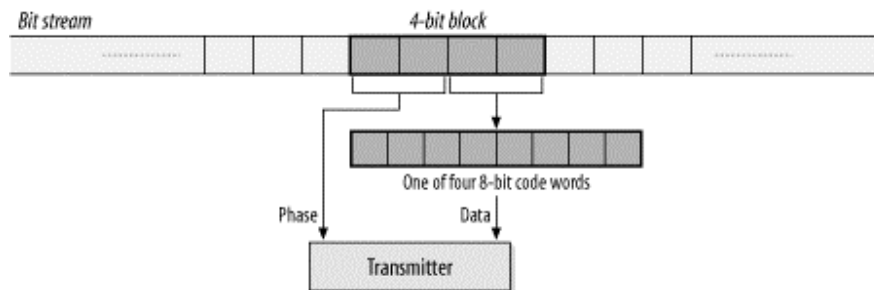 Bit stream
4-bit block
One of four 8-bit code words
Phase
Data
Transmitter